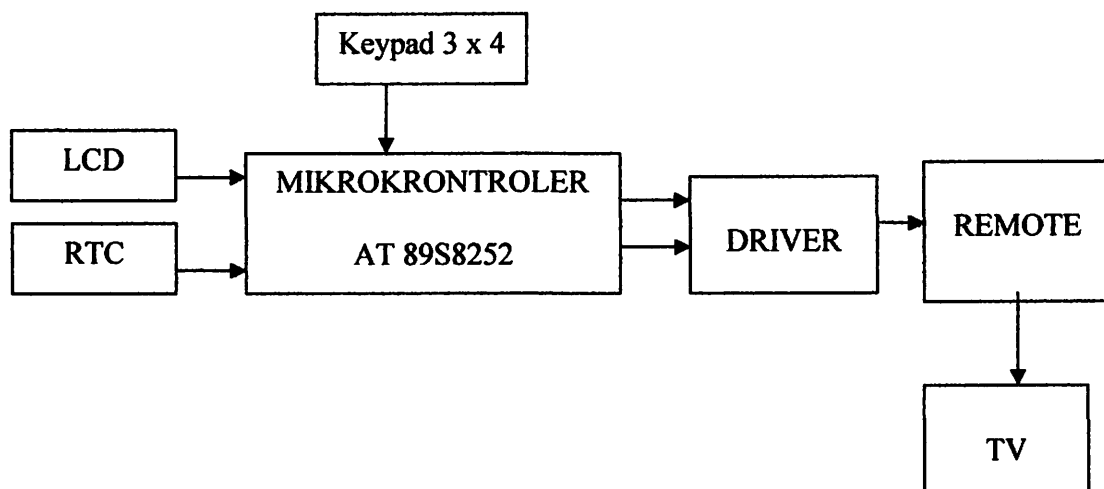 Keypad 3 x 4
LCD
RTC
MIKROKRONTROLER
AT 89S8252
DRIVER
REMOTE
TV